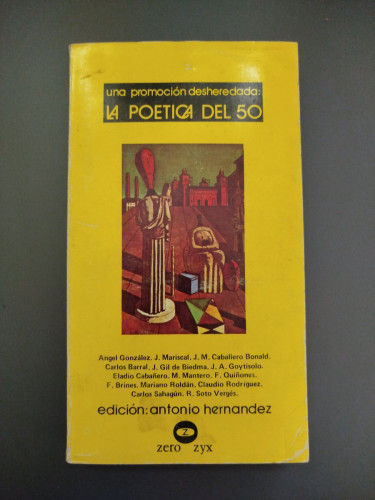 una promoción desheredada:
LA POETICA DEL 50
Angel González. J. Mariscal. J. M. Caballero Bonald.
Carlos Barral. J. Gil de Biedma. J. A. Goytisolo.
Eladio Cabañero. M. Mantero. F. Quiñones.
F. Brines. Mariano Roldán. Claudio Rodríguez.
Carlos Sahagún. R. Soto Vergés.
edición: antonio hernandez
z
zero zyx